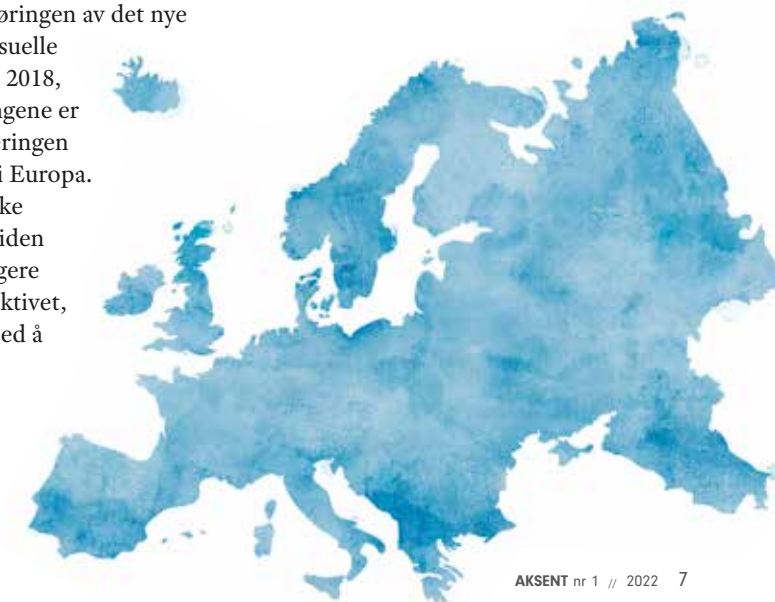 øringen av det nye
suelle
2018,
ngene er
eringen
i Europa.
ke
iden
gere
ktivet,
ed å
AKSENT nr 1 // 2022 7